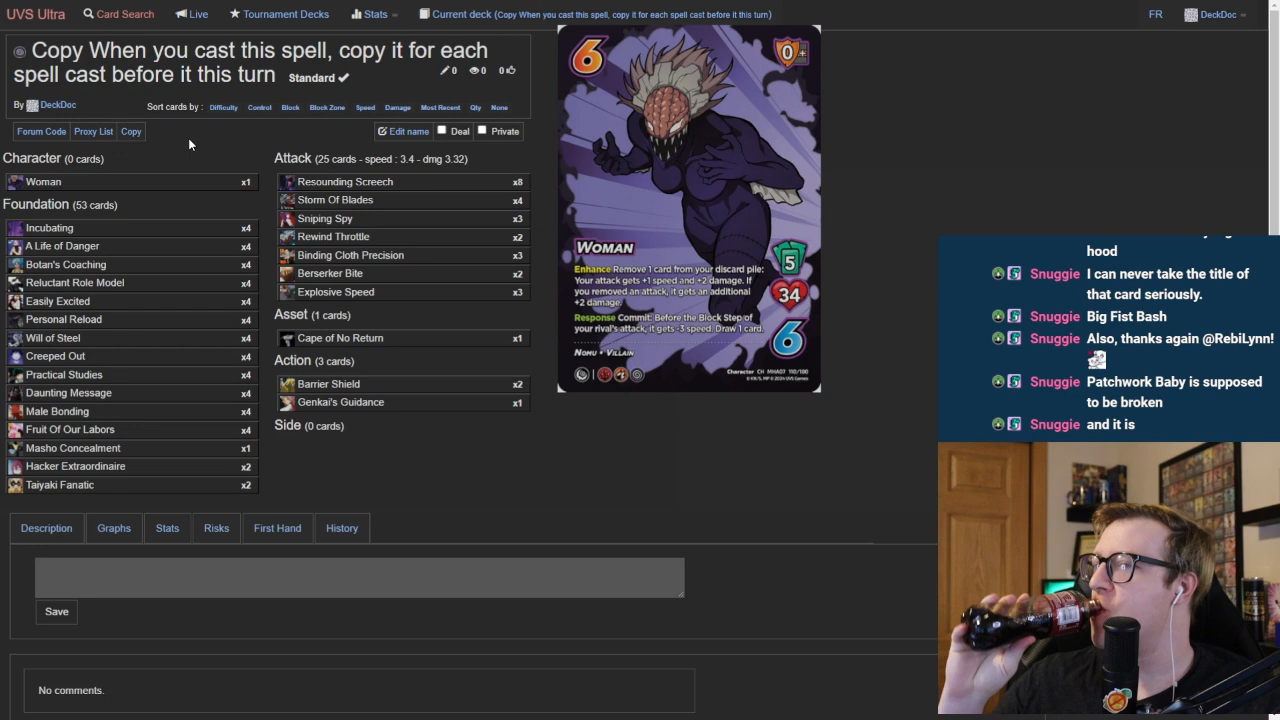 UVS Ultra
Card Search
Live
Tournament Decks
Stats
Current deck (Copy When you cast this spell, copy it for each spell cast before it this turn)
FR
DeckDoc
Copy When you cast this spell, copy it for each
spell cast before it this turn Standard ✔
0 0 0
By DeckDoc
Sort cards by : Difficulty Control Block Block Zone Speed Damage Most Recent Qty None
Forum Code Proxy List Copy
Edit name Deal Private
Character (0 cards)
Woman x1
Foundation (53 cards)
Incubating x4
A Life of Danger x4
Botan's Coaching x4
Reluctant Role Model x4
Easily Excited x4
Personal Reload x4
Will of Steel x4
Creeped Out x4
Practical Studies x4
Daunting Message x4
Male Bonding x4
Fruit Of Our Labors x4
Masho Concealment x1
Hacker Extraordinaire x2
Taiyaki Fanatic x2
Attack (25 cards - speed : 3.4 - dmg 3.32)
Resounding Screech x8
Storm Of Blades x4
Sniping Spy x3
Rewind Throttle x2
Binding Cloth Precision x3
Berserker Bite x2
Explosive Speed x3
Asset (1 cards)
Cape of No Return x1
Action (3 cards)
Barrier Shield x2
Genkai's Guidance x1
Side (0 cards)
6
0+
Woman
Enhance Remove 1 card from your discard pile:
Your attack gets +1 speed and +2 damage. If
you removed an attack, it gets an additional
+2 damage.
Response Commit: Before the Block Step of
your rival's attack, it gets -3 speed. Draw 1 card.
5
34
6
Nomu • Villain
Character CH MHA07 110/100
Description Graphs Stats Risks First Hand History
Save
No comments.
hood
Snuggie I can never take the title of
that card seriously.
Snuggie Big Fist Bash
Snuggie Also, thanks again @RebiLynn!
Snuggie Patchwork Baby is supposed
to be broken
Snuggie and it is